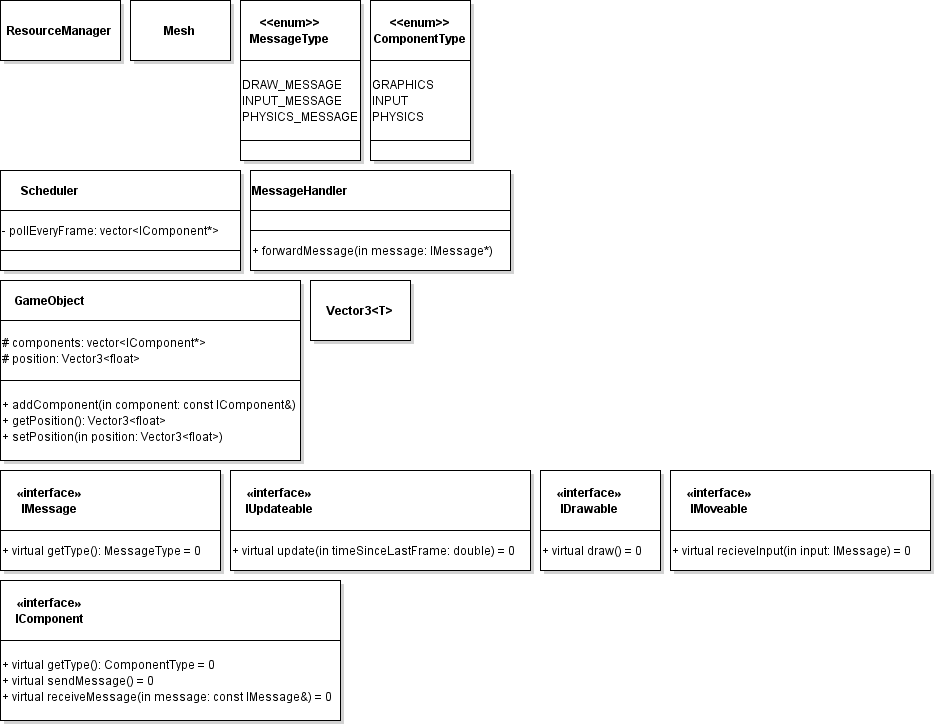 ResourceManager
Mesh
<<enum>>
MessageType
DRAW_MESSAGE
INPUT_MESSAGE
PHYSICS_MESSAGE
<<enum>>
ComponentType
GRAPHICS
INPUT
PHYSICS
Scheduler
- pollEveryFrame: vector<IComponent*>
MessageHandler
+ forwardMessage(in message: IMessage*)
GameObject
# components: vector<IComponent*>
# position: Vector3<float>
+ addComponent(in component: const IComponent&)
+ getPosition(): Vector3<float>
+ setPosition(in position: Vector3<float>)
Vector3<T>
«interface»
IMessage
+ virtual getType(): MessageType = 0
«interface»
IUpdateable
+ virtual update(in timeSinceLastFrame: double) = 0
«interface»
IDrawable
+ virtual draw() = 0
«interface»
IMoveable
+ virtual recieveInput(in input: IMessage) = 0
«interface»
IComponent
+ virtual getType(): ComponentType = 0
+ virtual sendMessage() = 0
+ virtual receiveMessage(in message: const IMessage&) = 0